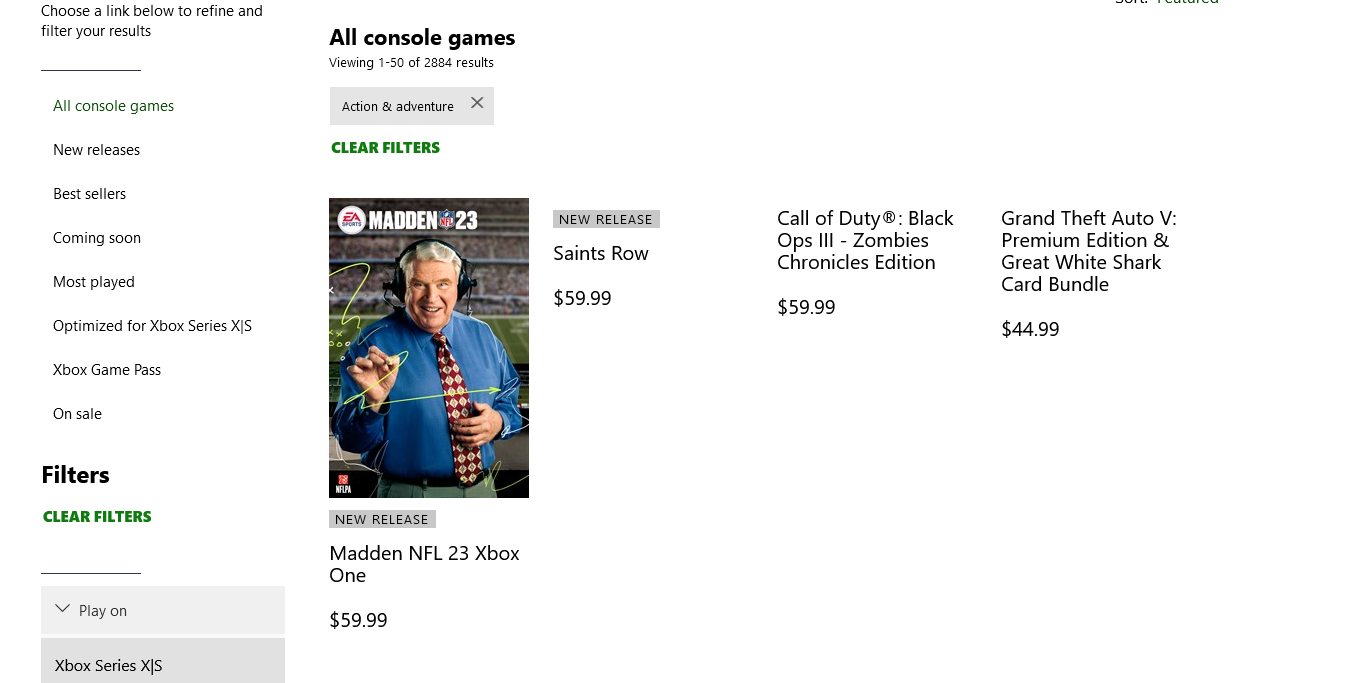 Choose a link below to refine and
filter your results
All console games
New releases
Best sellers
Coming soon
Most played
Optimized for Xbox Series X|S
Xbox Game Pass
On sale
Filters
CLEAR FILTERS
Play on
Xbox Series X|S
Sort: Featured
All console games
Viewing 1-50 of 2884 results
Action & adventure
CLEAR FILTERS
EA
SPORTS
MADDEN NFL 23
NFLPA
NEW RELEASE
Madden NFL 23 Xbox
One
$59.99
NEW RELEASE
Saints Row
$59.99
Call of Duty®: Black
Ops III - Zombies
Chronicles Edition
$59.99
Grand Theft Auto V:
Premium Edition &
Great White Shark
Card Bundle
$44.99